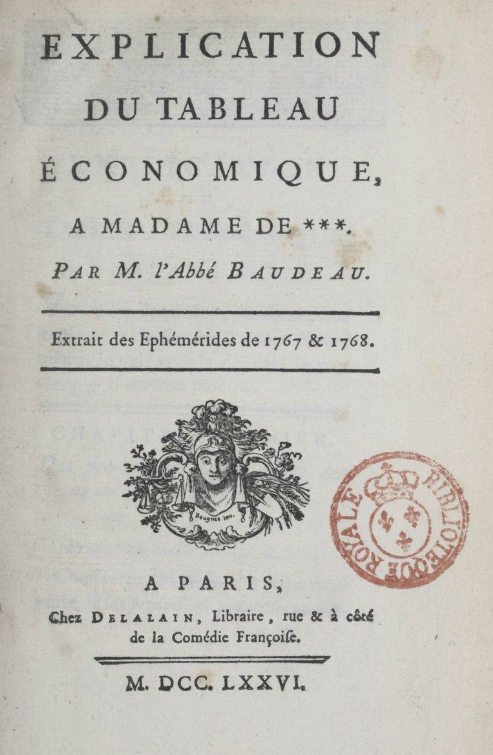 EXPLICATION
DU TABLEAU
ÉCONOMIQUE,
A MADAME DE ***.
PAR M. l'Abbé BAUDEAU.
Extrait des Ephémérides de 1767 & 1768.
Beugnet inv.
BIBLIOTEQUE ROYALE
A PARIS,
Chez DELALAIN, Libraire, rue & à côté
de la Comédie Françoiſe.
M. DCC. LXXVI.